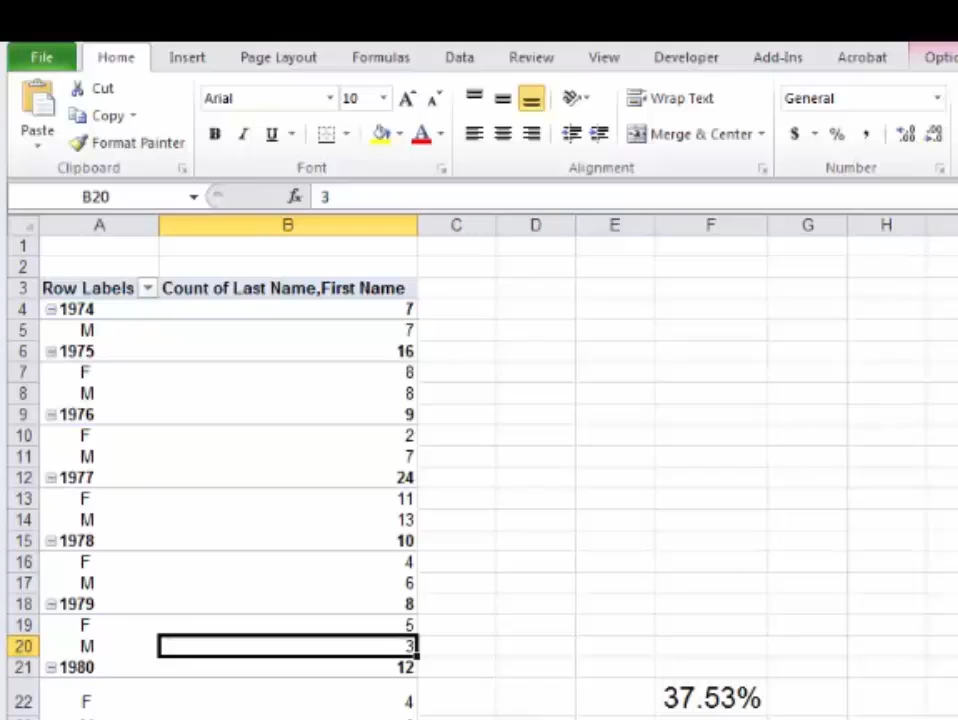 File Home Insert Page Layout Formulas Data Review View Developer Add-Ins Acrobat Optio
Cut
Copy
Format Painter
Paste
Clipboard
Arial 10 A A
B I U A
Font
Wrap Text
Merge & Center
Alignment
General
$ % ,
Number
B20 fx 3
A B C D E F G H
1
2
3 Row Labels Count of Last Name,First Name
4 1974 7
5 M 7
6 1975 16
7 F 8
8 M 8
9 1976 9
10 F 2
11 M 7
12 1977 24
13 F 11
14 M 13
15 1978 10
16 F 4
17 M 6
18 1979 8
19 F 5
20 M 3
21 1980 12
22 F 4 37.53%